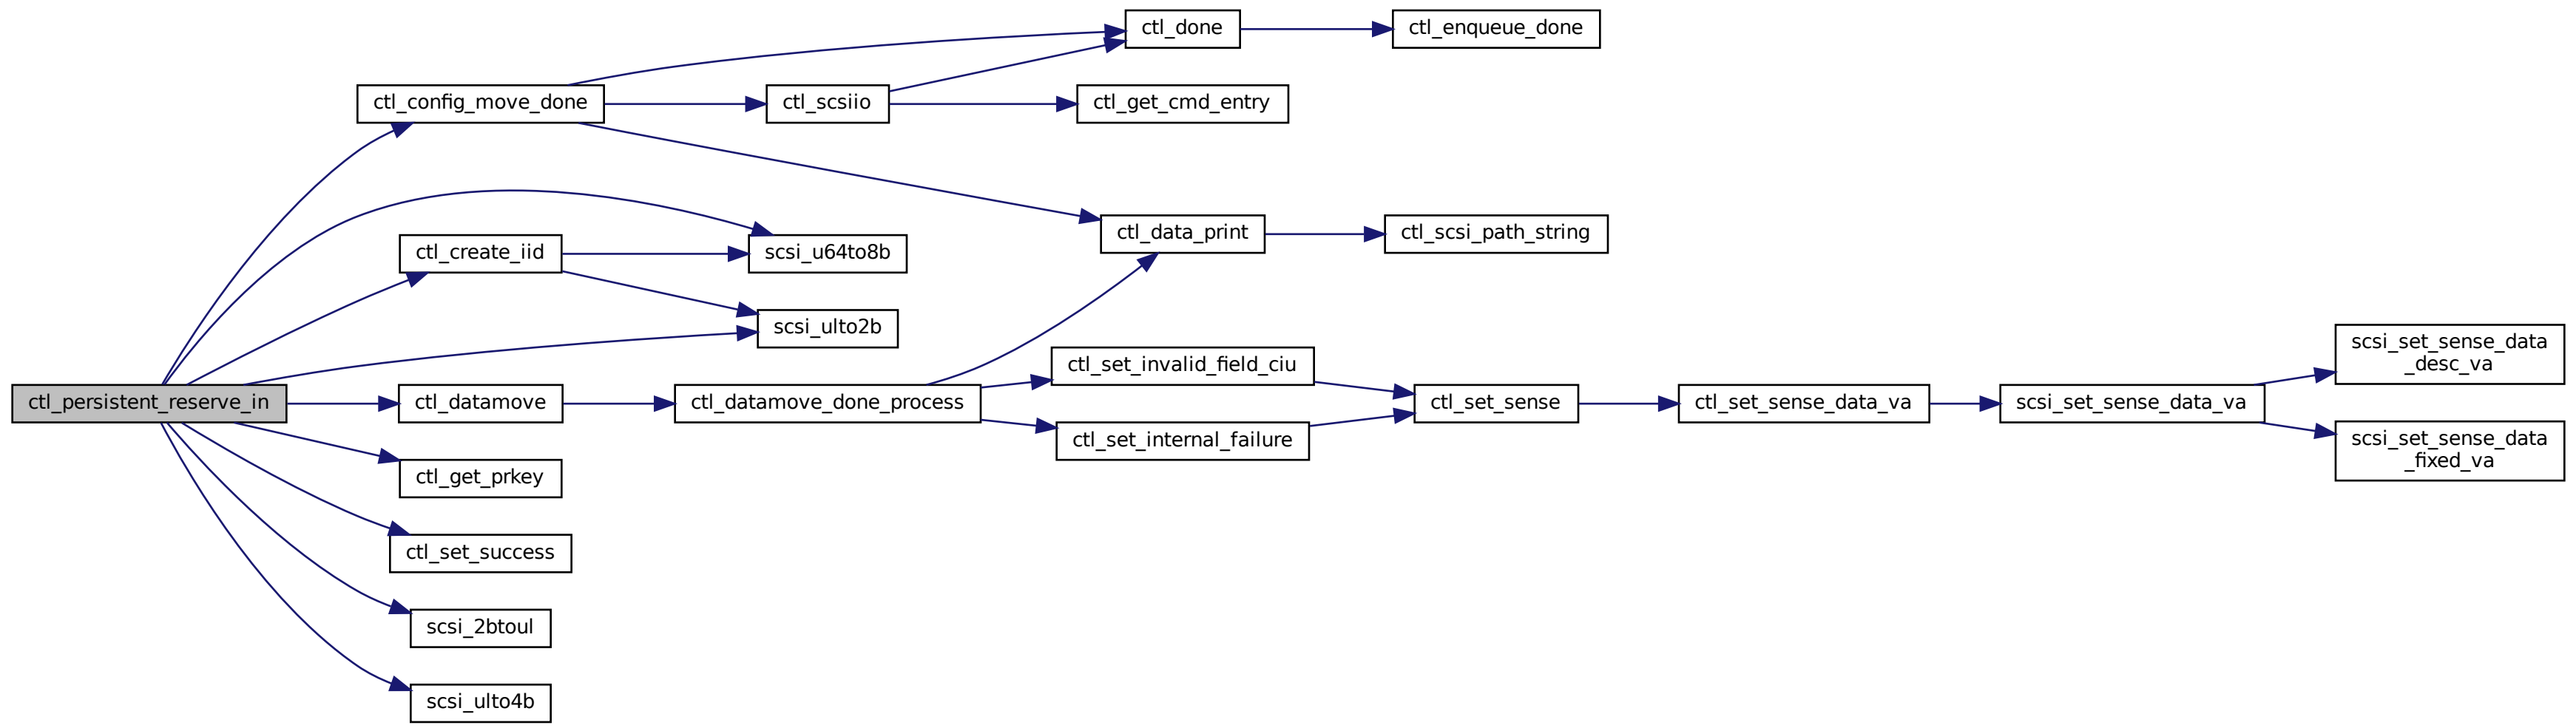 ctl_persistent_reserve_in
ctl_config_move_done
ctl_done
ctl_enqueue_done
ctl_scsiio
ctl_get_cmd_entry
ctl_data_print
ctl_scsi_path_string
ctl_create_iid
scsi_u64to8b
scsi_ulto2b
ctl_datamove
ctl_datamove_done_process
ctl_set_invalid_field_ciu
ctl_set_internal_failure
ctl_set_sense
ctl_set_sense_data_va
scsi_set_sense_data_va
scsi_set_sense_data
_desc_va
scsi_set_sense_data
_fixed_va
ctl_get_prkey
ctl_set_success
scsi_2btoul
scsi_ulto4b